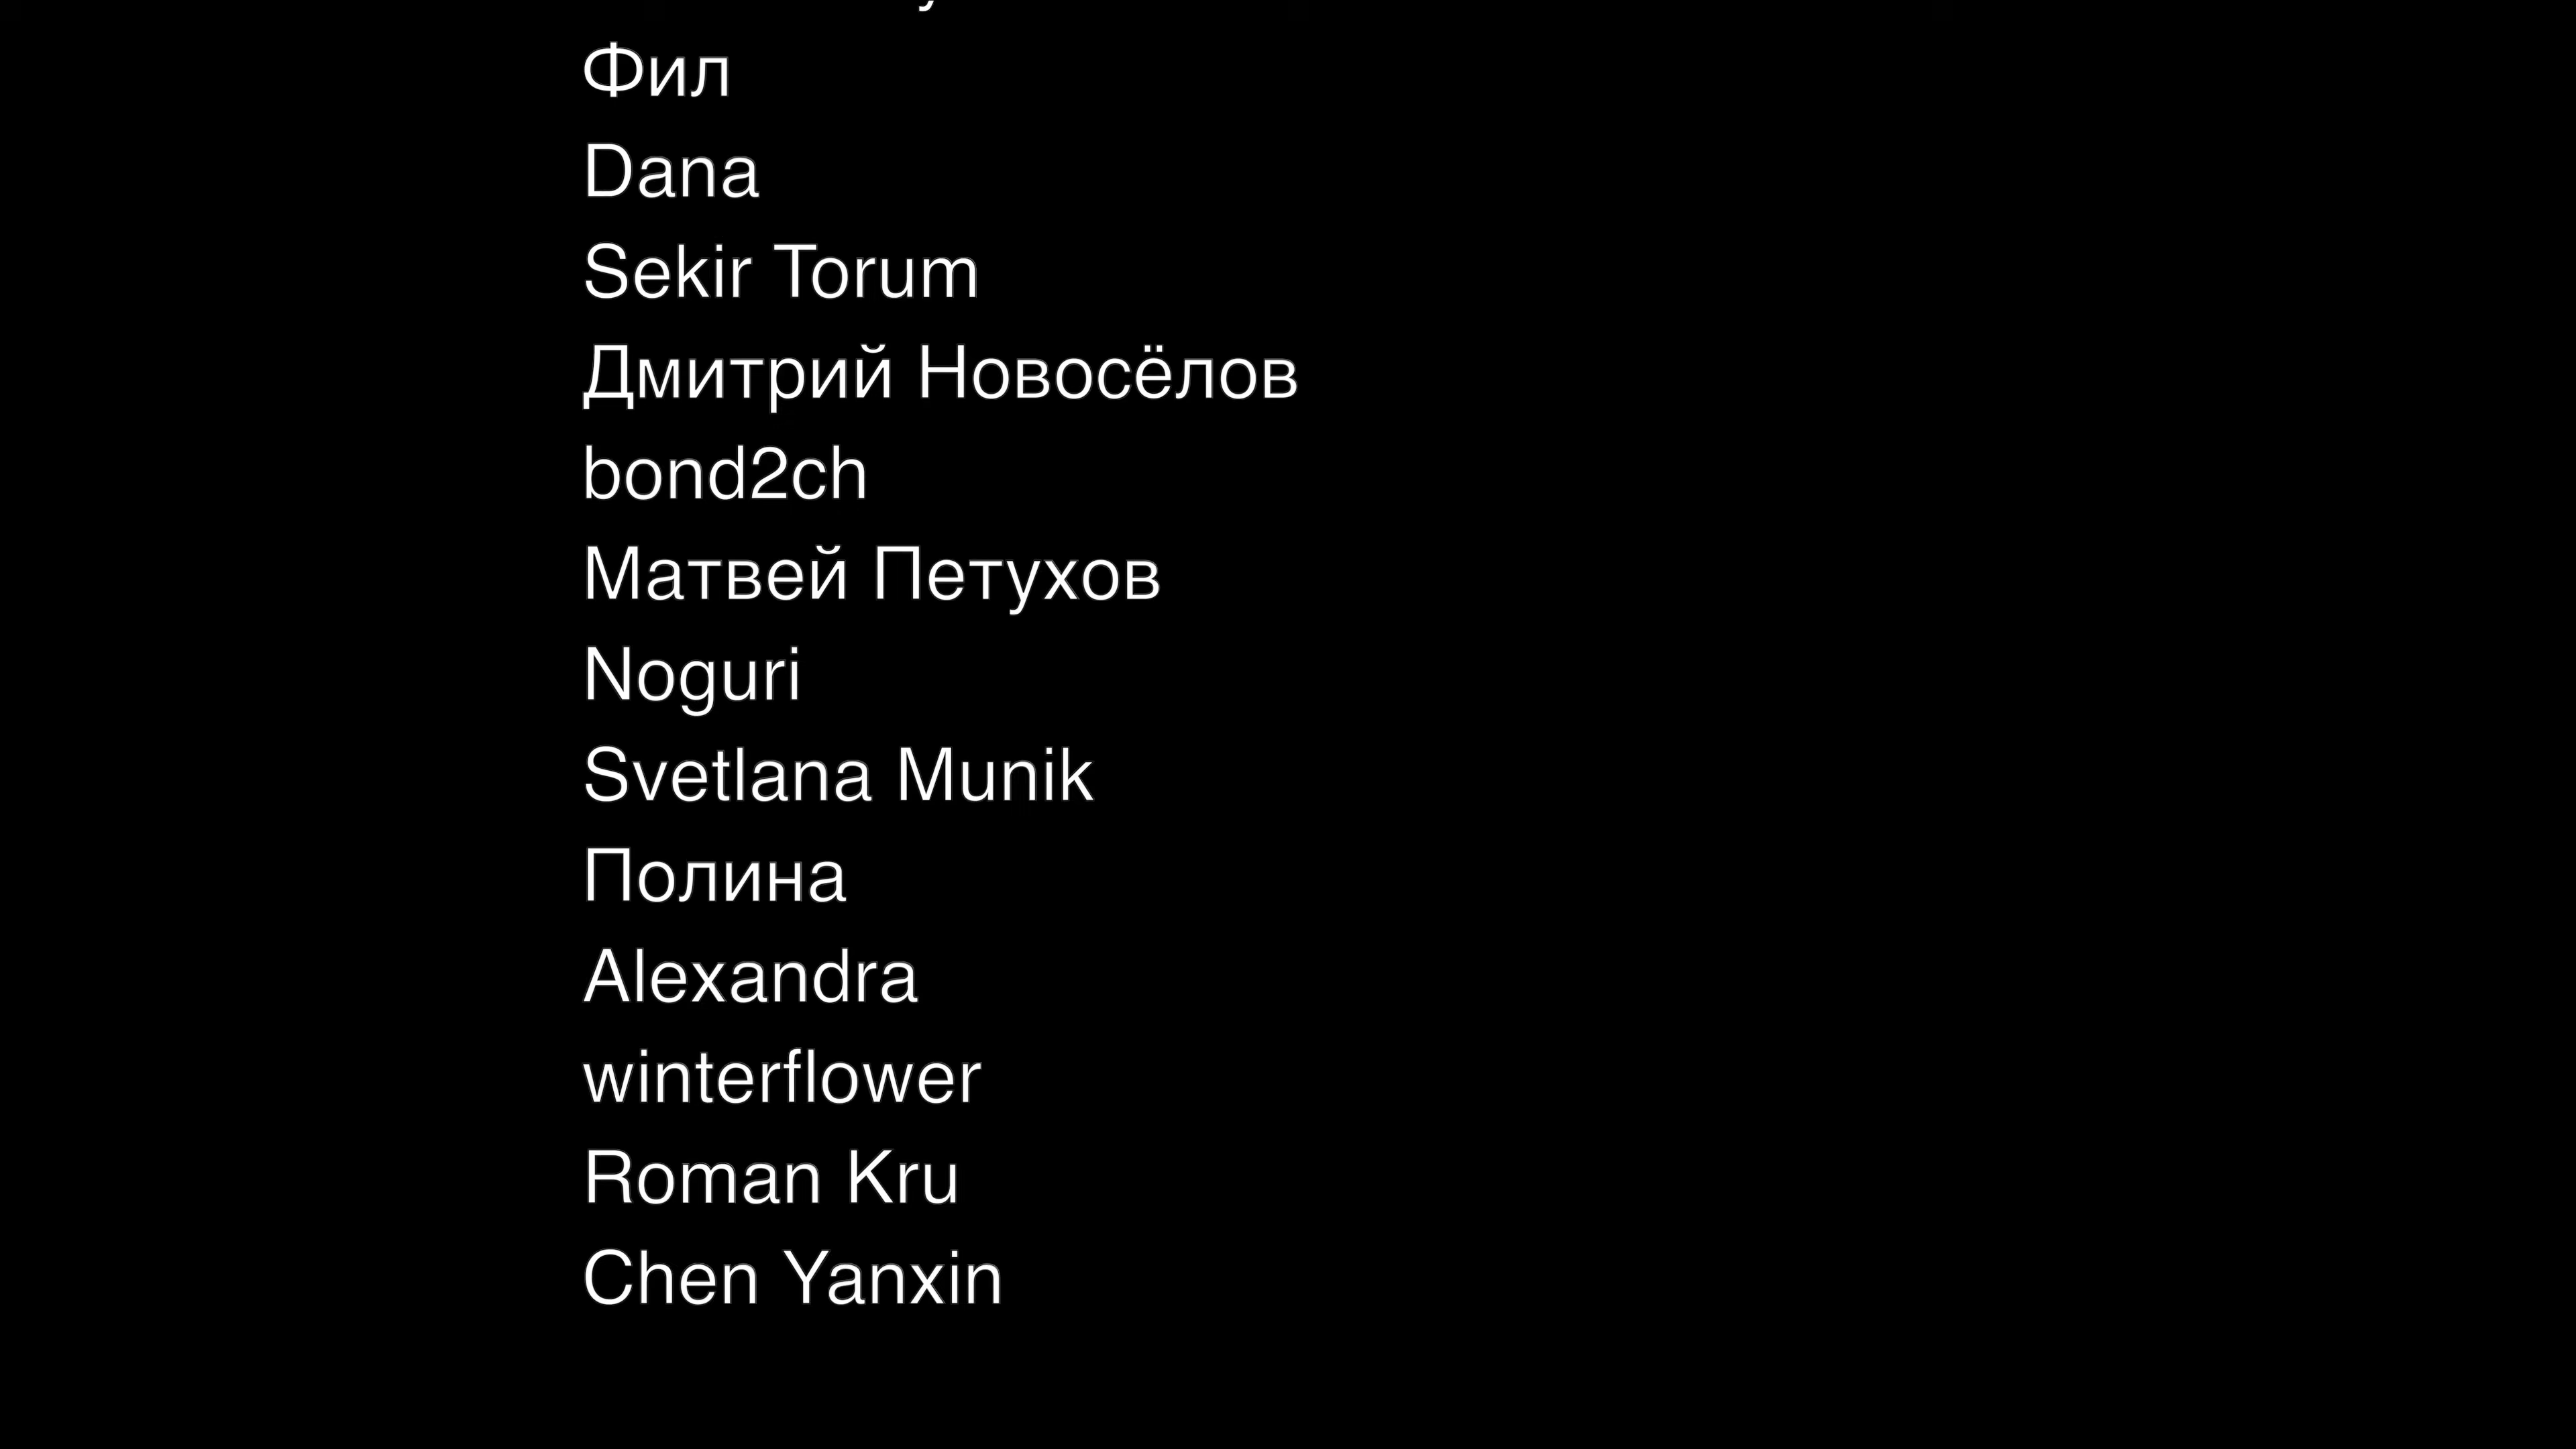 Фил
Dana
Sekir Torum
Дмитрий Новосёлов
bond2ch
Матвей Петухов
Noguri
Svetlana Munik
Полина
Alexandra
winterflower
Roman Kru
Chen Yanxin